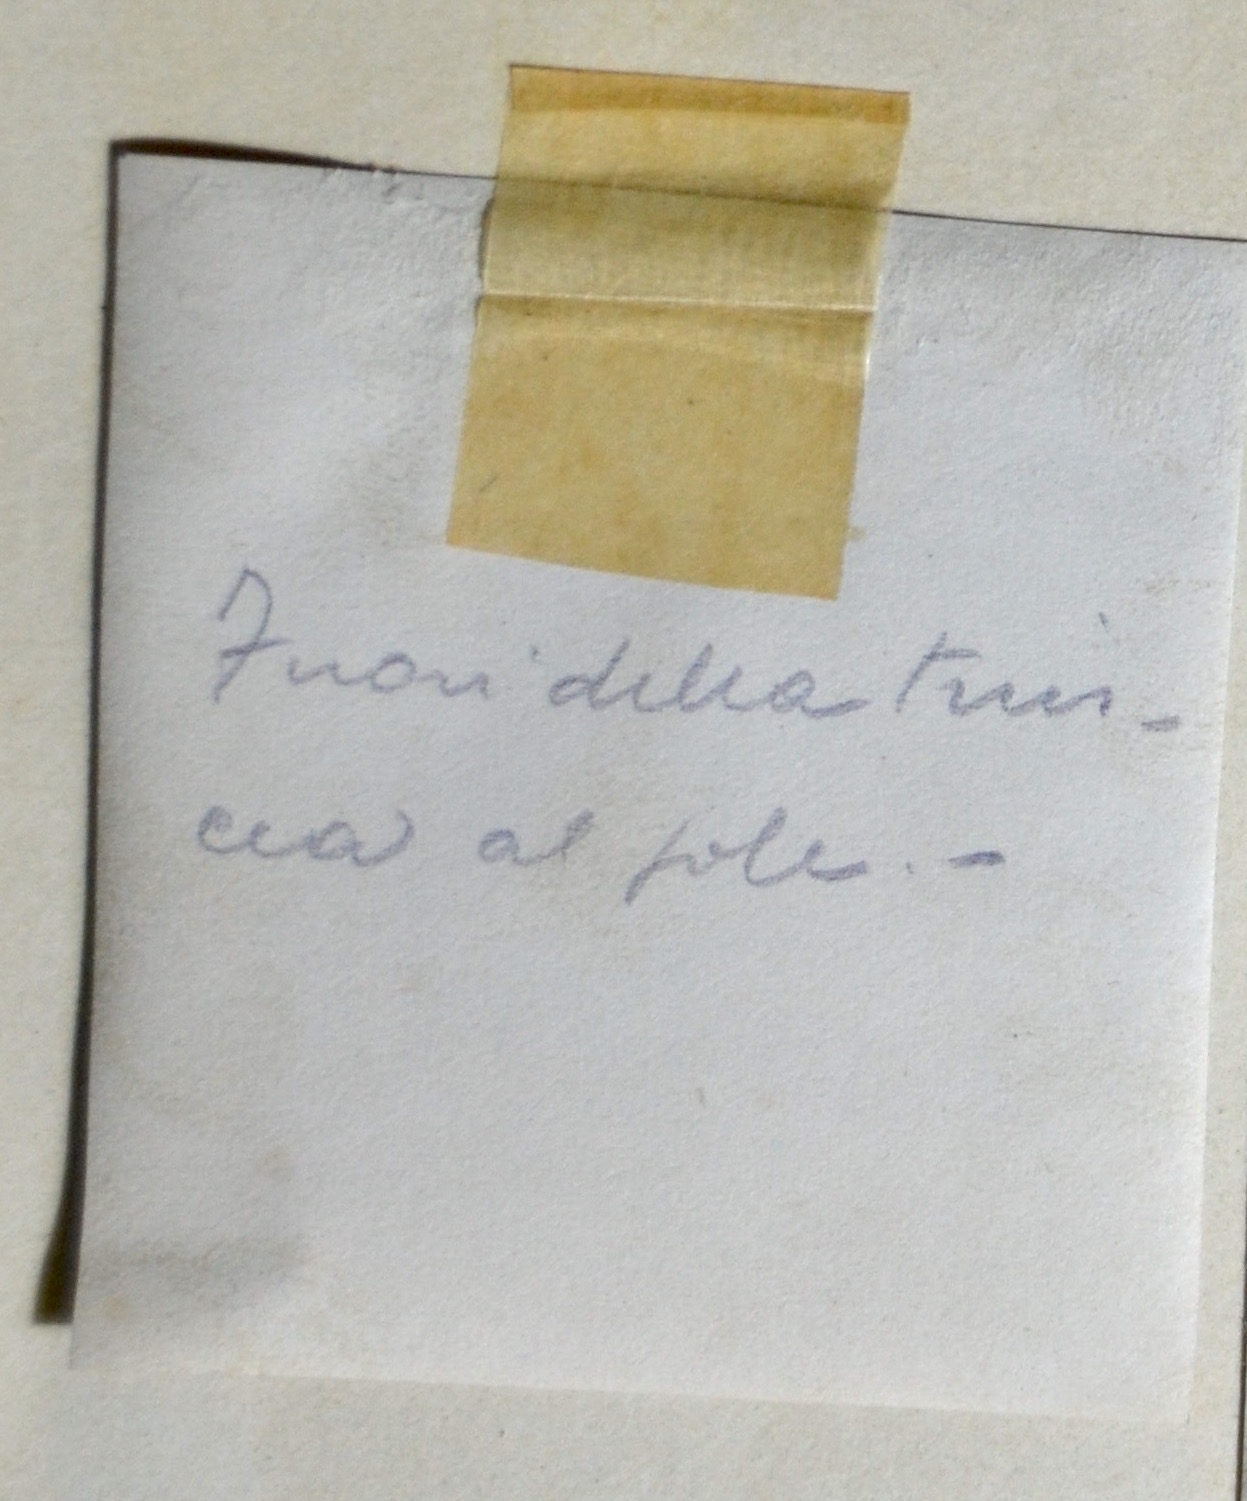 Fuori della trin-
cea al sole. -